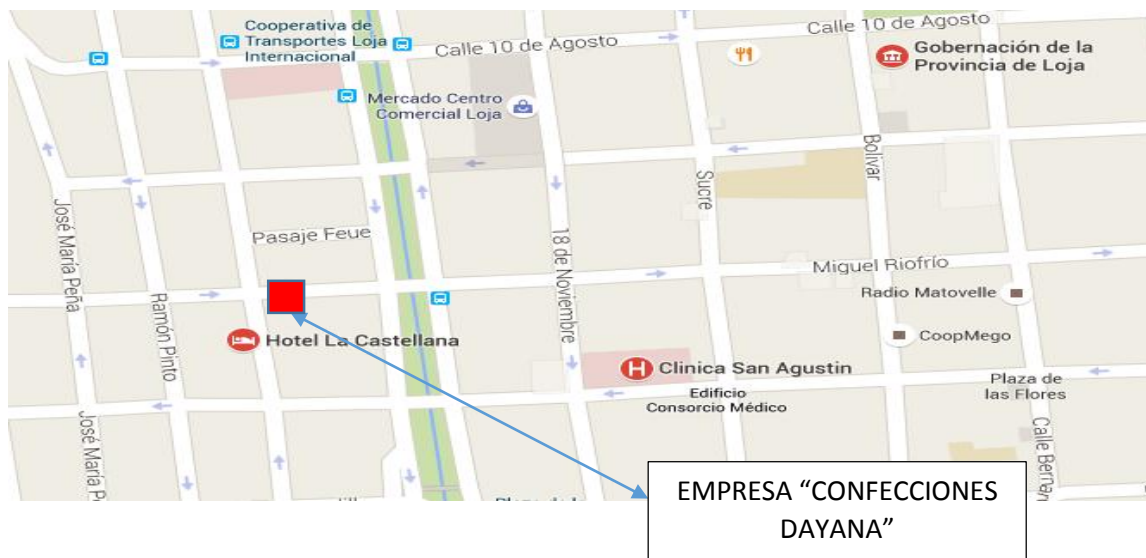 Cooperativa de
Transportes Loja
Internacional
Calle 10 de Agosto
Calle 10 de Agosto
Gobernación de la
Provincia de Loja
Mercado Centro
Comercial Loja
Bolivar
Sucre
José María Peña
Pasaje Feue
18 de Noviembre
Miguel Riofrío
Ramón Pinto
Radio Matovelle
Hotel La Castellana
CoopMego
H Clinica San Agustin
Edificio
Consorcio Médico
Plaza de
las Flores
José María P
Calle Bernar
EMPRESA “CONFECCIONES
DAYANA”